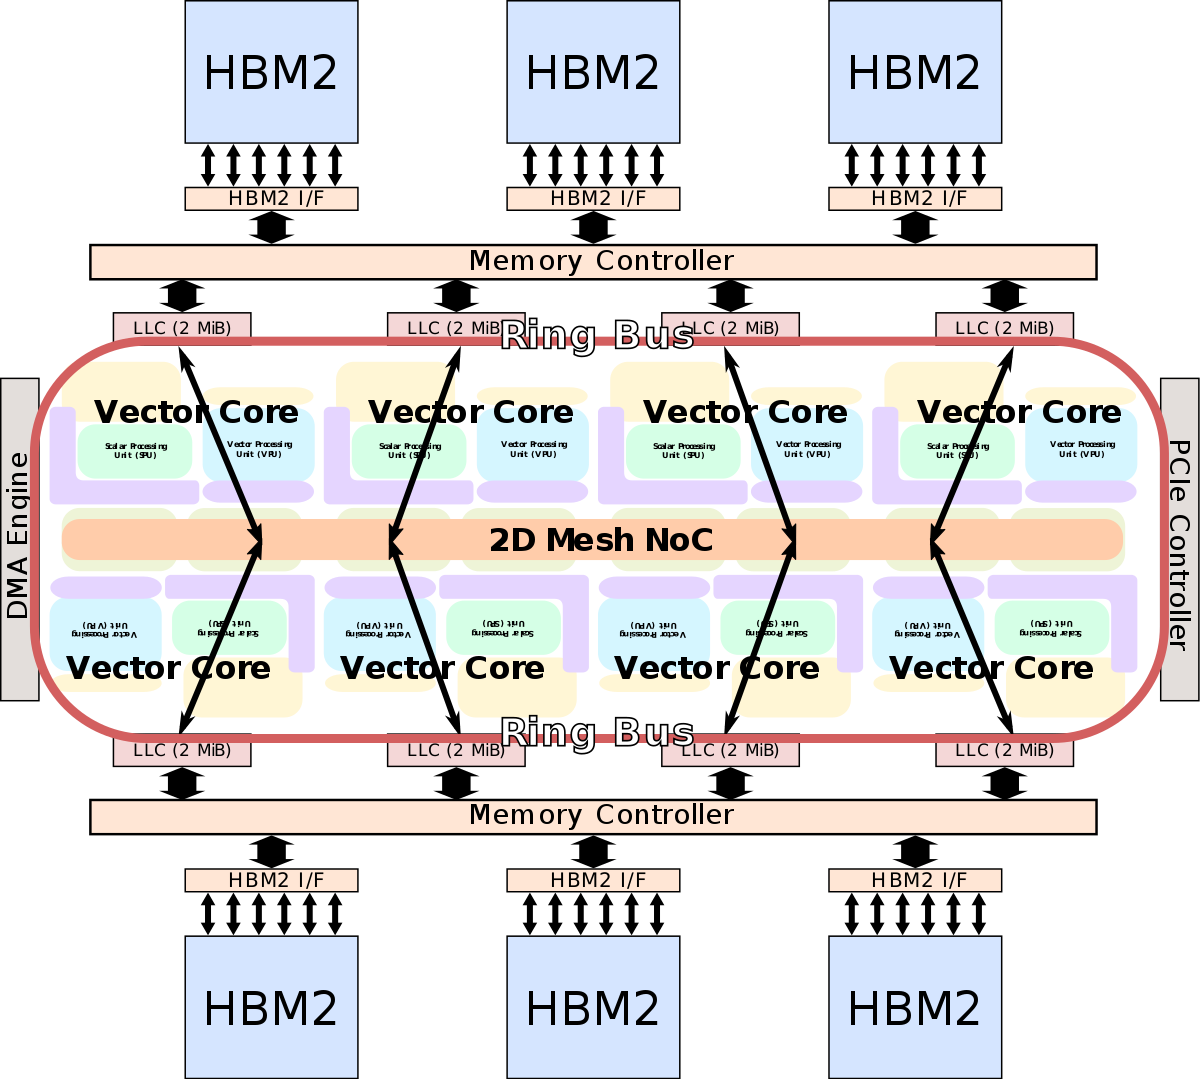 HBM2
HBM2
HBM2
HBM2 I/F
HBM2 I/F
HBM2 I/F
Memory Controller
LLC (2 MiB)
LLC (2 MiB)
LLC (2 MiB)
LLC (2 MiB)
Ring Bus
DMA Engine
PCIe Controller
Vector Core
Scalar Processing
Unit (SPU)
Vector Processing
Unit (VPU)
Vector Core
Scalar Processing
Unit (SPU)
Vector Processing
Unit (VPU)
Vector Core
Scalar Processing
Unit (SPU)
Vector Processing
Unit (VPU)
Vector Core
Scalar Processing
Unit (SPU)
Vector Processing
Unit (VPU)
2D Mesh NoC
Vector Processing
Unit (VPU)
Scalar Processing
Unit (SPU)
Vector Core
Vector Processing
Unit (VPU)
Scalar Processing
Unit (SPU)
Vector Core
Vector Processing
Unit (VPU)
Scalar Processing
Unit (SPU)
Vector Core
Vector Processing
Unit (VPU)
Scalar Processing
Unit (SPU)
Vector Core
Ring Bus
LLC (2 MiB)
LLC (2 MiB)
LLC (2 MiB)
LLC (2 MiB)
Memory Controller
HBM2 I/F
HBM2 I/F
HBM2 I/F
HBM2
HBM2
HBM2